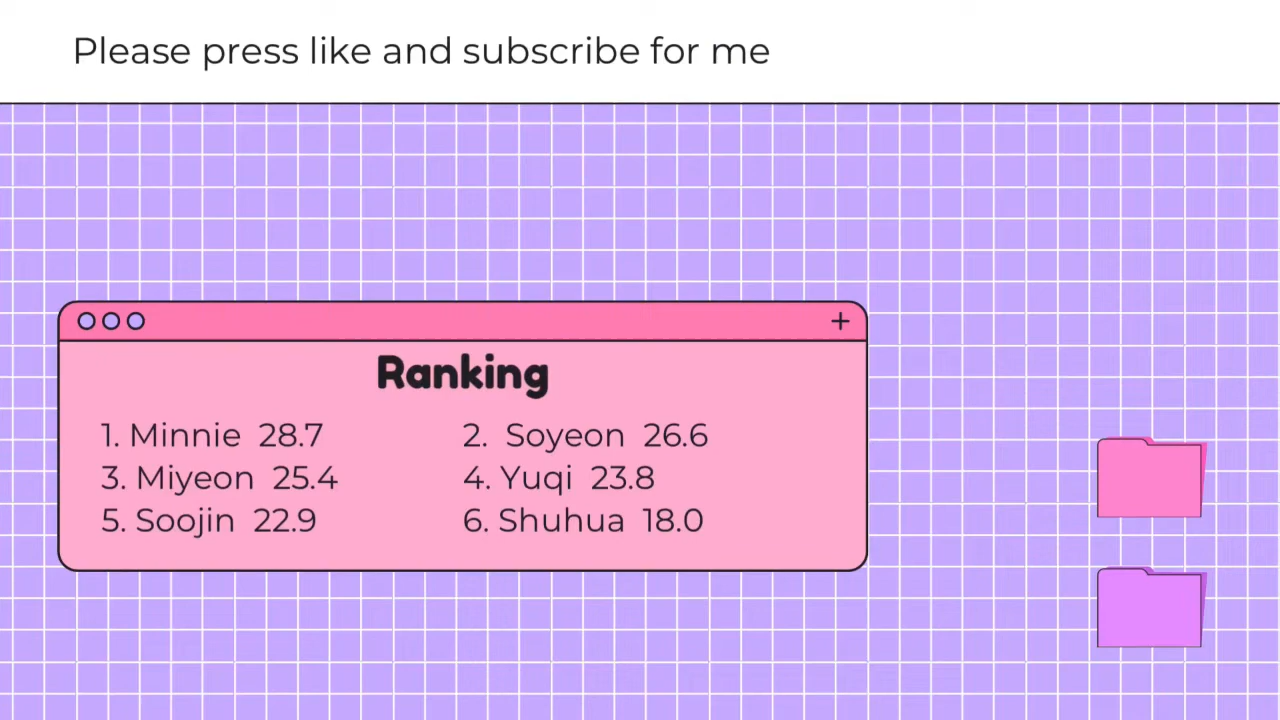 Please press like and subscribe for me
Ranking
1. Minnie 28.7 2. Soyeon 26.6
3. Miyeon 25.4 4. Yuqi 23.8
5. Soojin 22.9 6. Shuhua 18.0